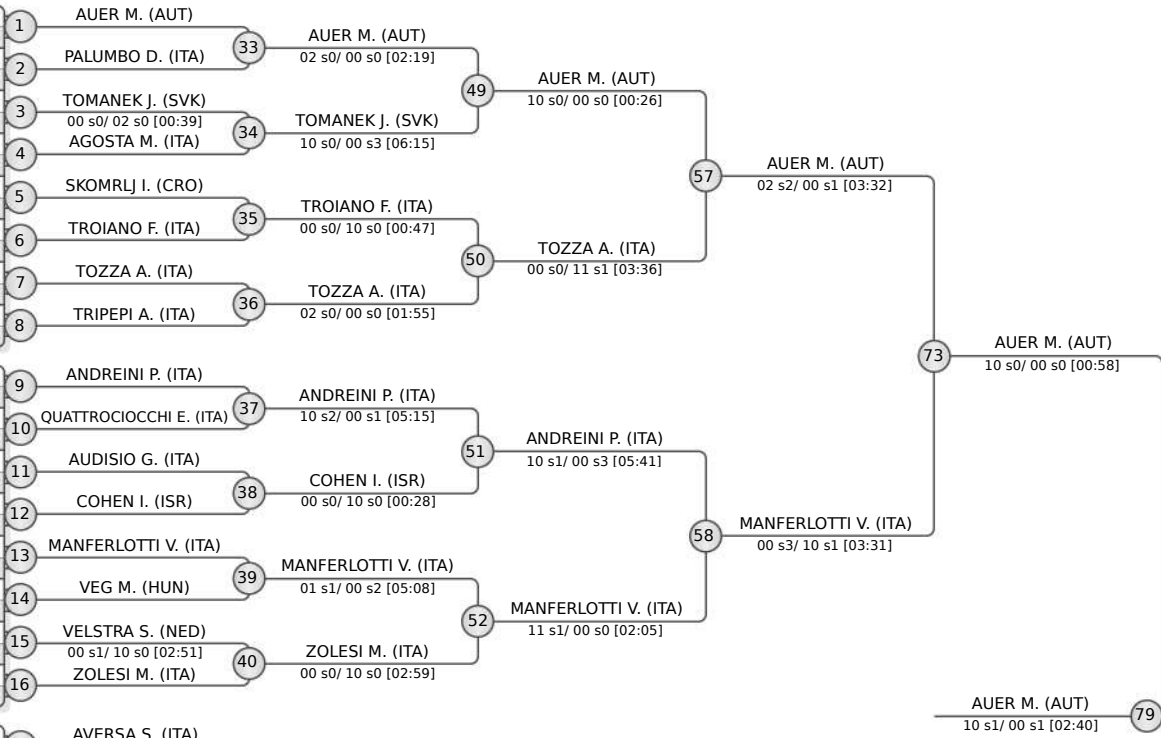 1
AUER M. (AUT)
2
PALUMBO D. (ITA)
3
TOMANEK J. (SVK)
00 s0/ 02 s0 [00:39]
4
AGOSTA M. (ITA)
5
SKOMRLJ I. (CRO)
6
TROIANO F. (ITA)
7
TOZZA A. (ITA)
8
TRIPEPI A. (ITA)
9
ANDREINI P. (ITA)
10
QUATTROCIOCCHI E. (ITA)
11
AUDISIO G. (ITA)
12
COHEN I. (ISR)
13
MANFERLOTTI V. (ITA)
14
VEG M. (HUN)
15
VELSTRA S. (NED)
00 s1/ 10 s0 [02:51]
16
ZOLESI M. (ITA)
AVERSA S. (ITA)
33
AUER M. (AUT)
02 s0/ 00 s0 [02:19]
34
TOMANEK J. (SVK)
10 s0/ 00 s3 [06:15]
35
TROIANO F. (ITA)
00 s0/ 10 s0 [00:47]
36
TOZZA A. (ITA)
02 s0/ 00 s0 [01:55]
37
ANDREINI P. (ITA)
10 s2/ 00 s1 [05:15]
38
COHEN I. (ISR)
00 s0/ 10 s0 [00:28]
39
MANFERLOTTI V. (ITA)
01 s1/ 00 s2 [05:08]
40
ZOLESI M. (ITA)
00 s0/ 10 s0 [02:59]
49
AUER M. (AUT)
10 s0/ 00 s0 [00:26]
50
TOZZA A. (ITA)
00 s0/ 11 s1 [03:36]
51
ANDREINI P. (ITA)
10 s1/ 00 s3 [05:41]
52
MANFERLOTTI V. (ITA)
11 s1/ 00 s0 [02:05]
57
AUER M. (AUT)
02 s2/ 00 s1 [03:32]
58
MANFERLOTTI V. (ITA)
00 s3/ 10 s1 [03:31]
73
AUER M. (AUT)
10 s0/ 00 s0 [00:58]
AUER M. (AUT)
10 s1/ 00 s1 [02:40]
79